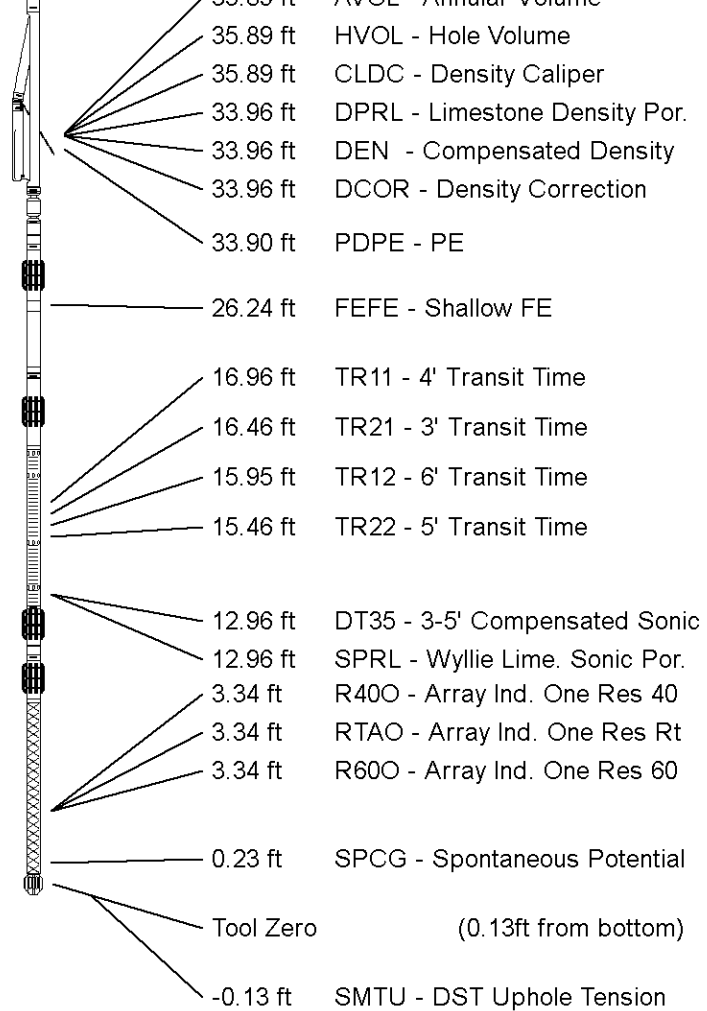 35.89 ft AVOL - Annular Volume
35.89 ft HVOL - Hole Volume
35.89 ft CLDC - Density Caliper
33.96 ft DPRL - Limestone Density Por.
33.96 ft DEN - Compensated Density
33.96 ft DCOR - Density Correction
33.90 ft PDPE - PE
26.24 ft FEFE - Shallow FE
16.96 ft TR11 - 4' Transit Time
16.46 ft TR21 - 3' Transit Time
15.95 ft TR12 - 6' Transit Time
15.46 ft TR22 - 5' Transit Time
12.96 ft DT35 - 3-5' Compensated Sonic
12.96 ft SPRL - Wyllie Lime. Sonic Por.
3.34 ft R40O - Array Ind. One Res 40
3.34 ft RTAO - Array Ind. One Res Rt
3.34 ft R60O - Array Ind. One Res 60
0.23 ft SPCG - Spontaneous Potential
Tool Zero (0.13ft from bottom)
-0.13 ft SMTU - DST Uphole Tension